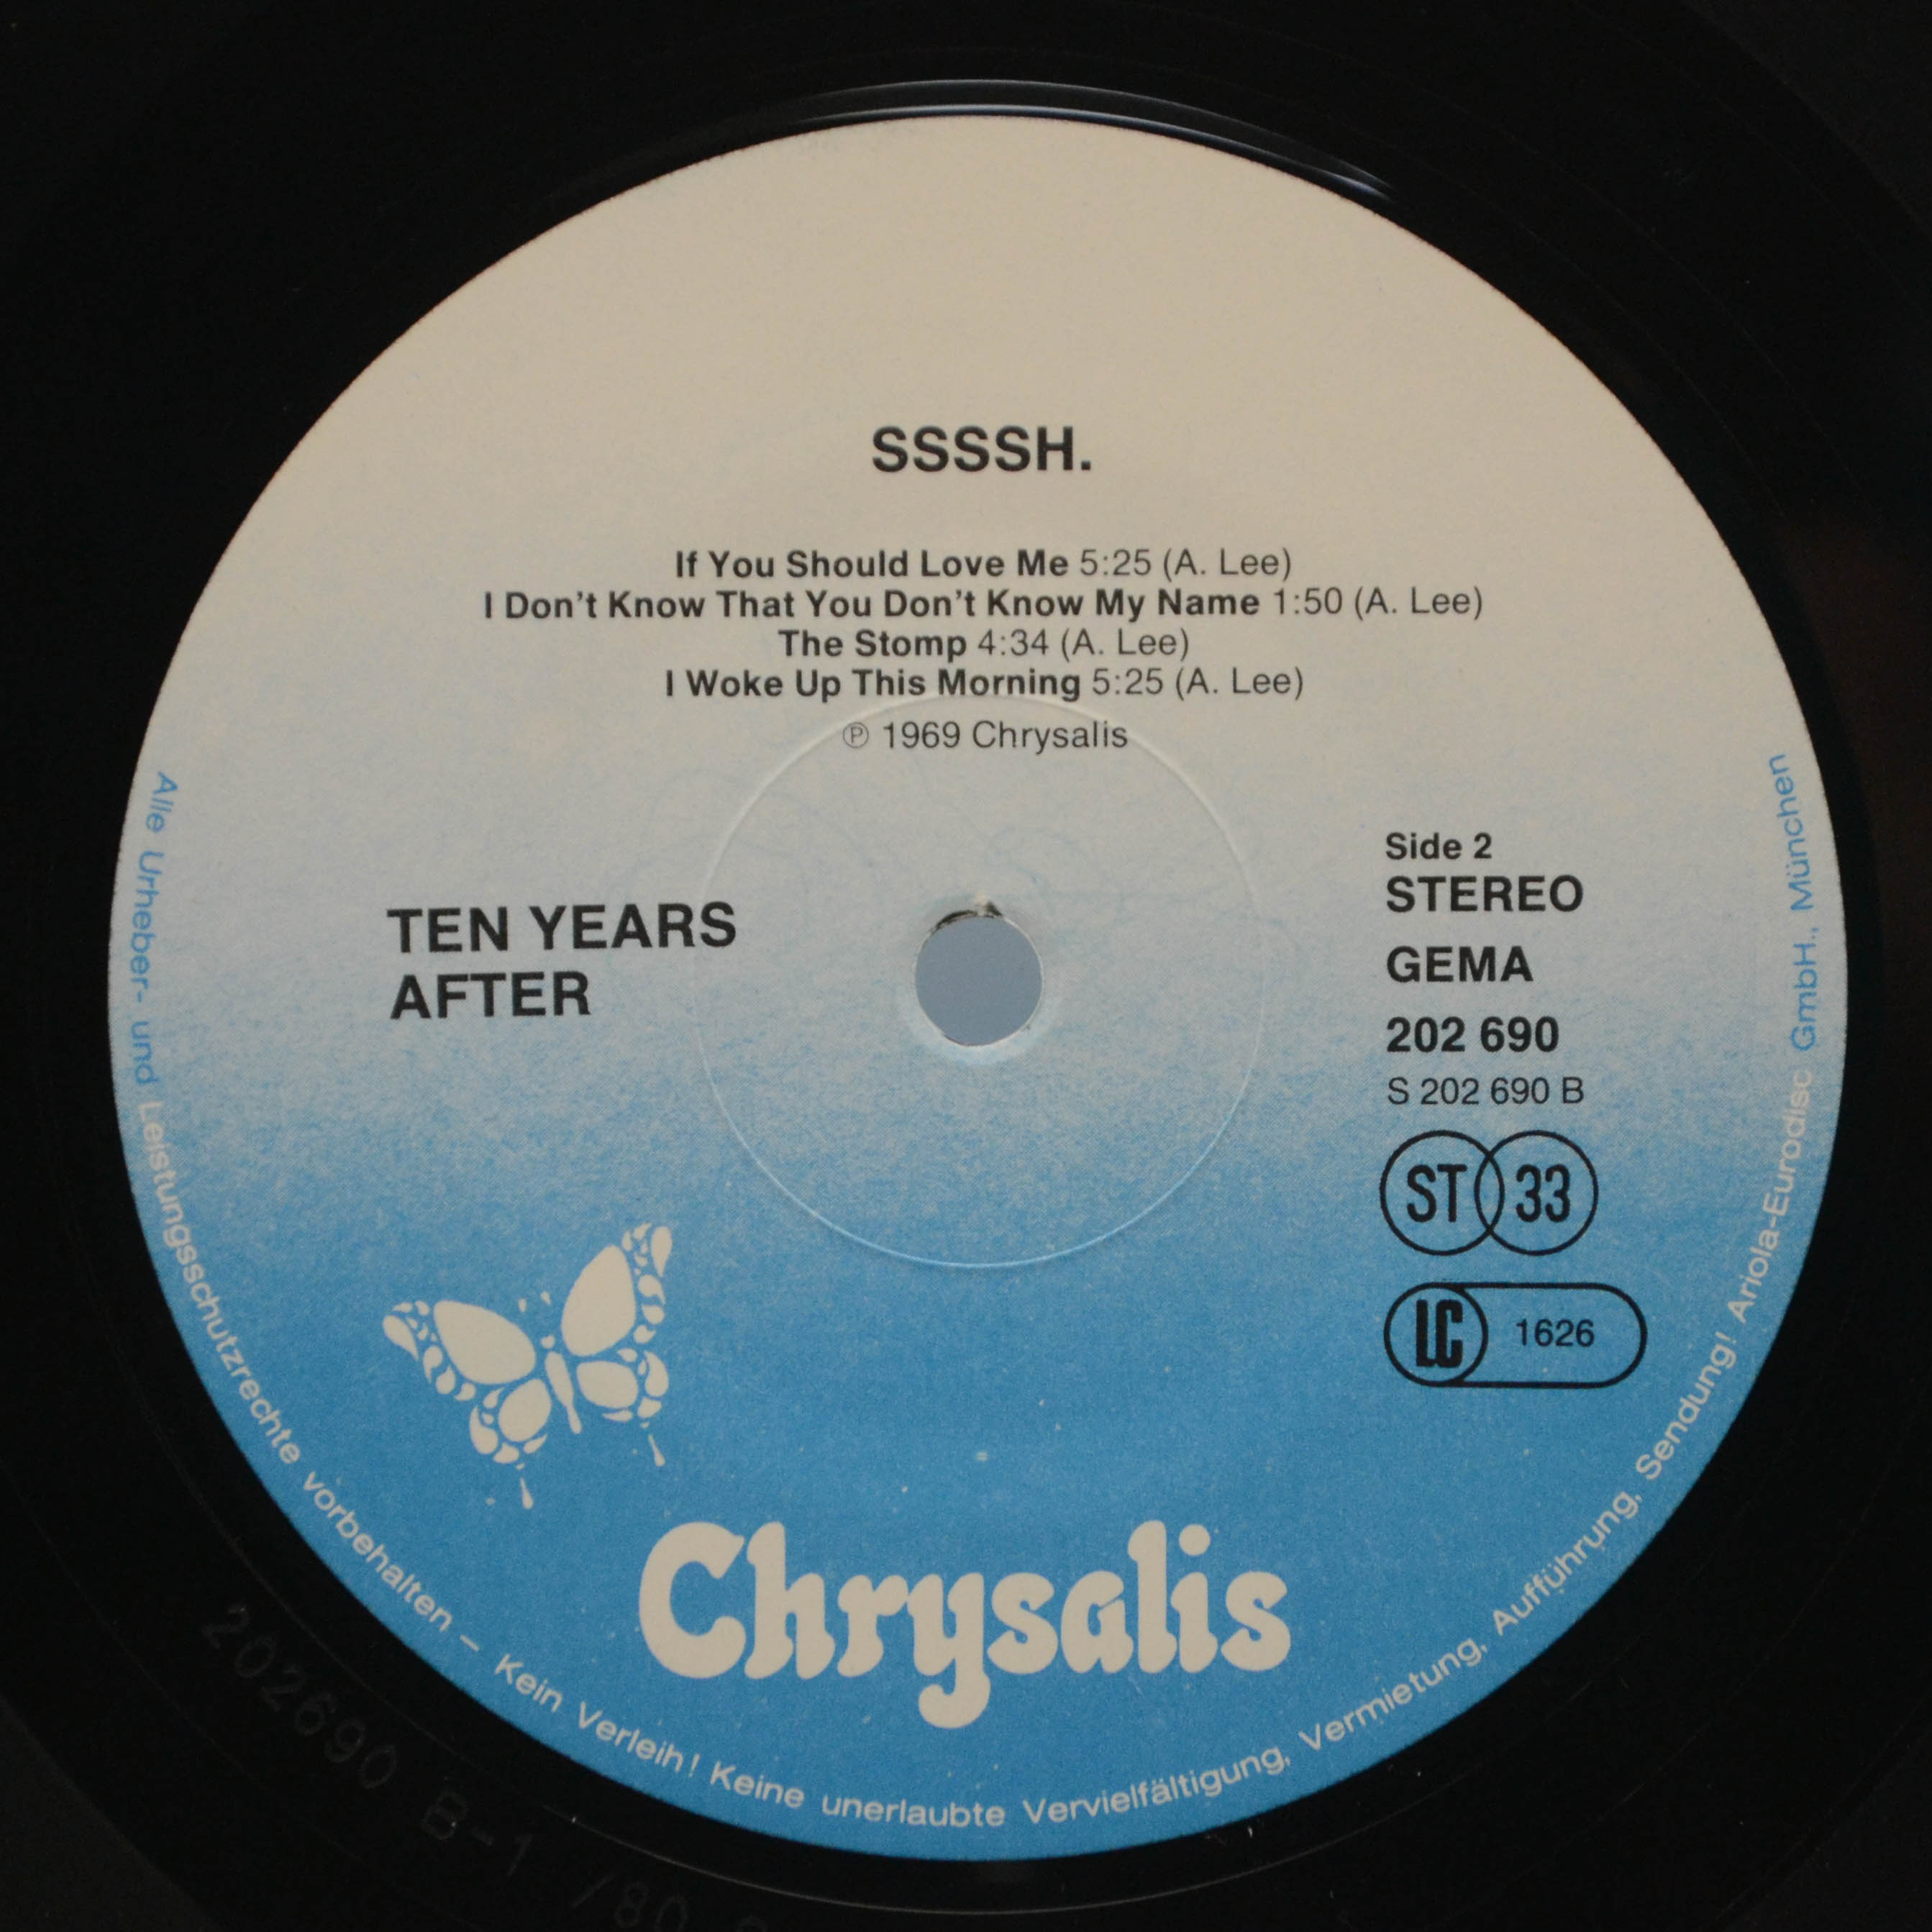 SSSSH.
If You Should Love Me 5:25 (A. Lee)
I Don't Know That You Don't Know My Name 1:50 (A. Lee)
The Stomp 4:34 (A. Lee)
I Woke Up This Morning 5:25 (A. Lee)
℗ 1969 Chrysalis
TEN YEARS
AFTER
Side 2
STEREO
GEMA
202 690
S 202 690 B
ST 33
LC 1626
Chrysalis
Alle Urheber- und Leistungsschutzrechte vorbehalten – Kein Verleih! Keine unerlaubte Vervielfältigung, Vermietung, Aufführung, Sendung! Ariola-Eurodisc GmbH., München
202690 B-1 /80